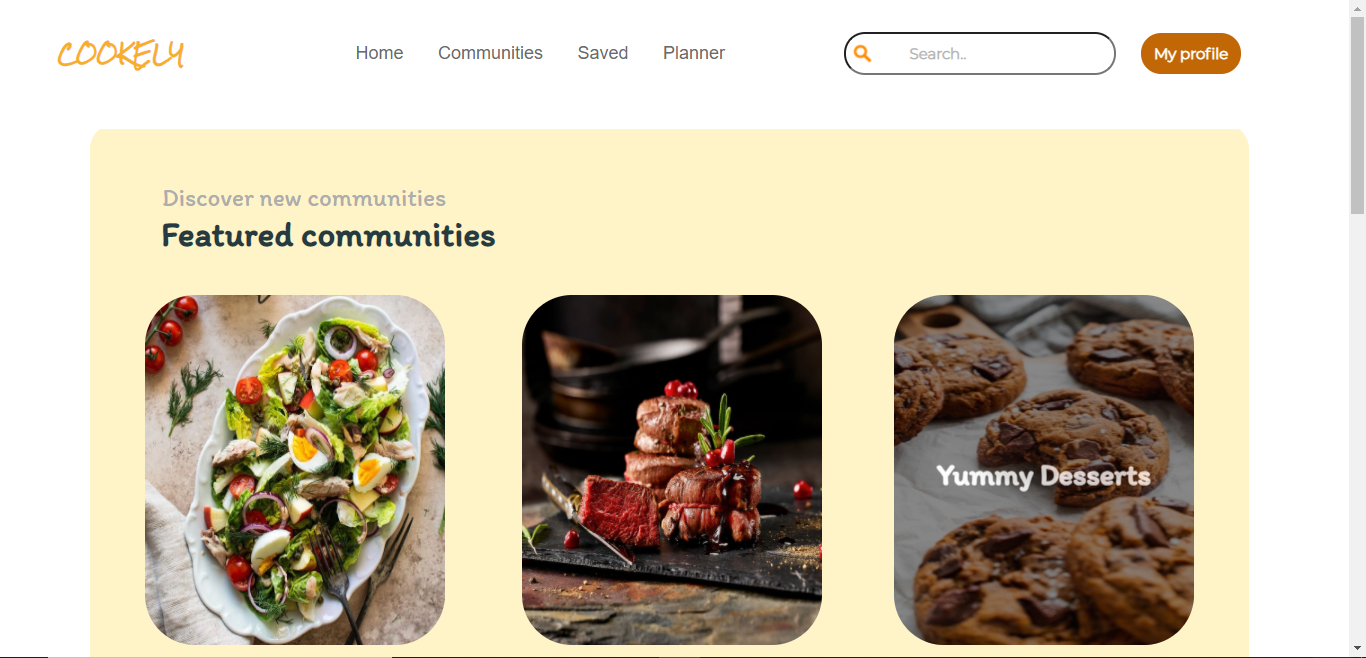 COOKELY
Home Communities Saved Planner
Search..
My profile
Discover new communities
Featured communities
Yummy Desserts